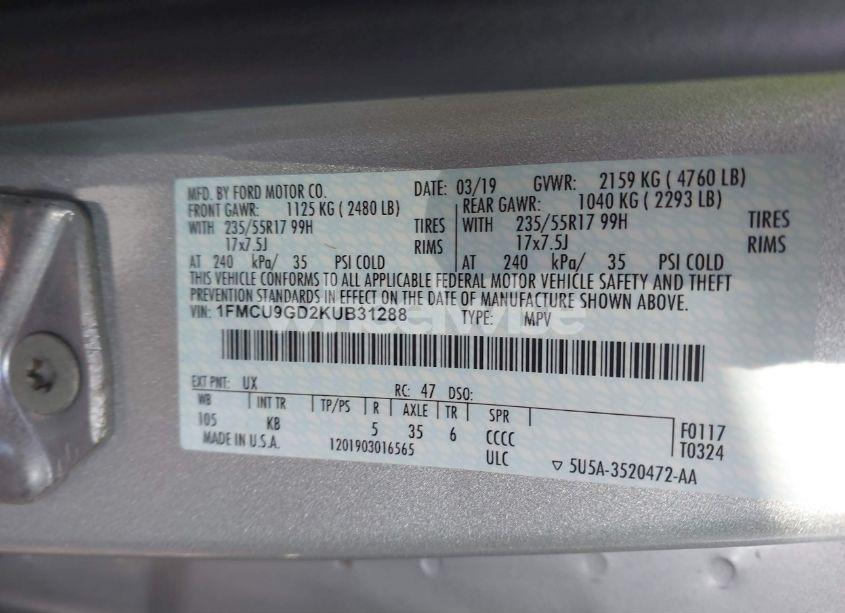 MFD. BY FORD MOTOR CO. DATE: 03/19 GVWR: 2159 KG ( 4760 LB)
FRONT GAWR: 1125 KG ( 2480 LB) REAR GAWR: 1040 KG ( 2293 LB)
WITH 235/55R17 99H TIRES WITH 235/55R17 99H TIRES
17x7.5J RIMS 17x7.5J RIMS
AT 240 kPa/ 35 PSI COLD AT 240 kPa/ 35 PSI COLD
THIS VEHICLE CONFORMS TO ALL APPLICABLE FEDERAL MOTOR VEHICLE SAFETY AND THEFT
PREVENTION STANDARDS IN EFFECT ON THE DATE OF MANUFACTURE SHOWN ABOVE.
VIN: 1FMCU9GD2KUB31288 TYPE: MPV
EXT PNT: UX RC: 47 DSO:
WB INT TR TP/PS R AXLE TR SPR
105 KB 5 35 6 CCCC F0117
MADE IN U.S.A. 1201903016565 ULC T0324
5U5A-3520472-AA